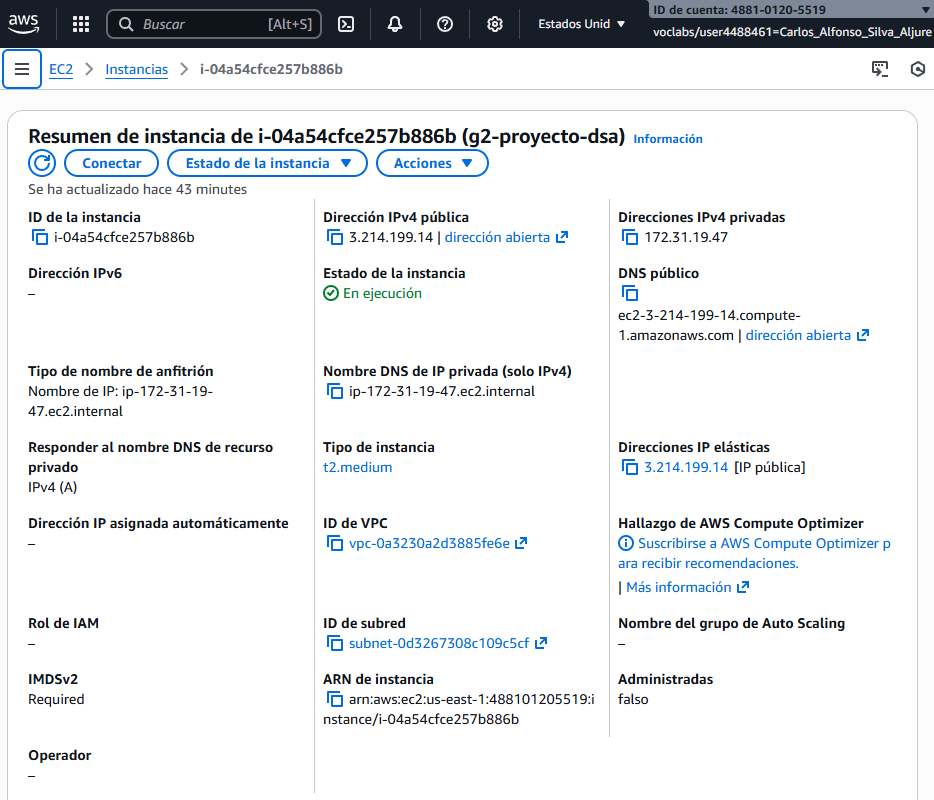 aws
Buscar
[Alt+S]
Estados Unid
ID de cuenta: 4881-0120-5519
voclabs/user4488461=Carlos_Alfonso_Silva_Aljure
EC2
Instancias
i-04a54cfce257b886b
Resumen de instancia de i-04a54cfce257b886b (g2-proyecto-dsa)
Información
Conectar
Estado de la instancia
Acciones
Se ha actualizado hace 43 minutes
ID de la instancia
i-04a54cfce257b886b
Dirección IPv4 pública
3.214.199.14 | dirección abierta
Direcciones IPv4 privadas
172.31.19.47
Dirección IPv6
–
Estado de la instancia
En ejecución
DNS público
ec2-3-214-199-14.compute-
1.amazonaws.com | dirección abierta
Tipo de nombre de anfitrión
Nombre de IP: ip-172-31-19-
47.ec2.internal
Nombre DNS de IP privada (solo IPv4)
ip-172-31-19-47.ec2.internal
Responder al nombre DNS de recurso
privado
IPv4 (A)
Tipo de instancia
t2.medium
Direcciones IP elásticas
3.214.199.14 [IP pública]
Dirección IP asignada automáticamente
–
ID de VPC
vpc-0a3230a2d3885fe6e
Hallazgo de AWS Compute Optimizer
Suscribirse a AWS Compute Optimizer p
ara recibir recomendaciones.
| Más información
Rol de IAM
–
ID de subred
subnet-0d3267308c109c5cf
Nombre del grupo de Auto Scaling
–
IMDSv2
Required
ARN de instancia
arn:aws:ec2:us-east-1:488101205519:i
nstance/i-04a54cfce257b886b
Administradas
falso
Operador
–